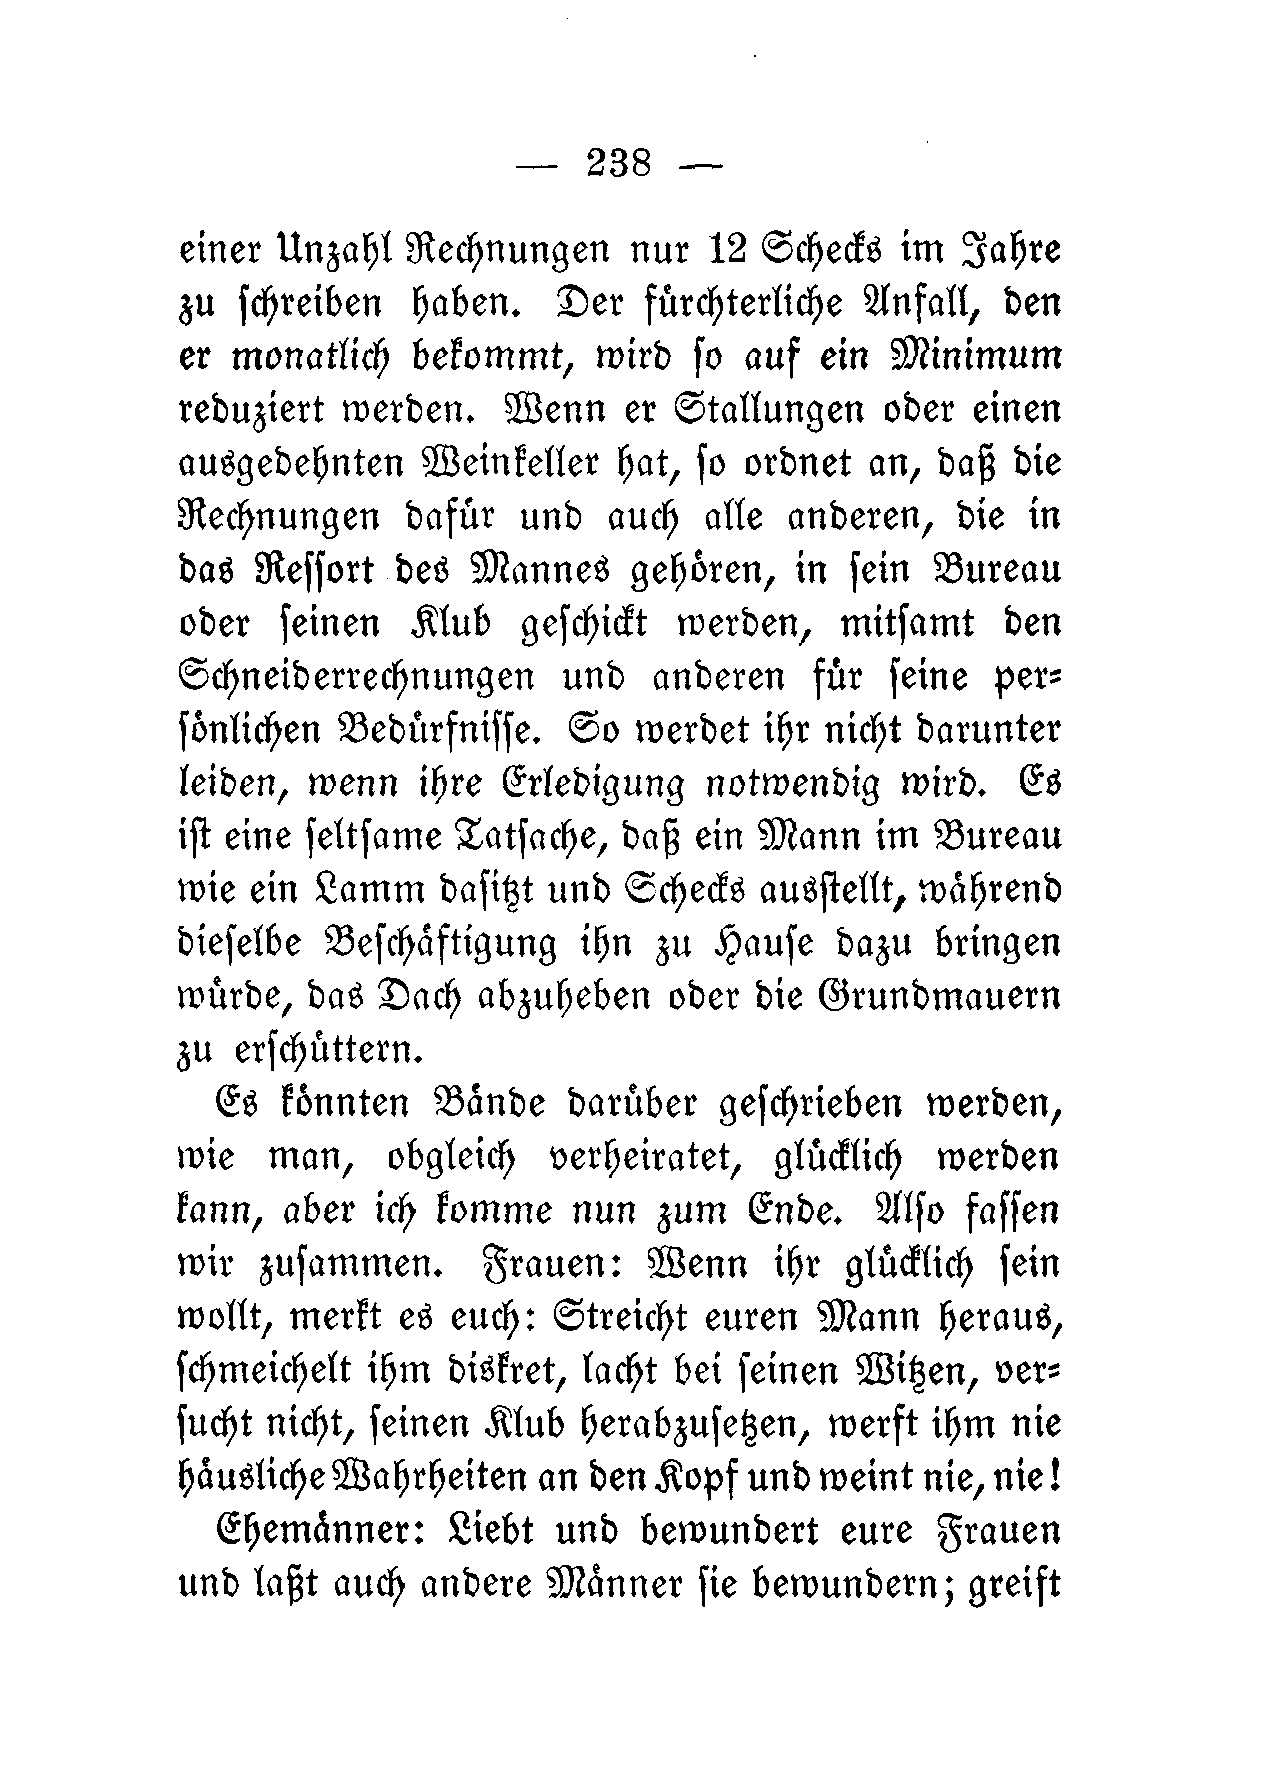 — 238 —
einer Unzahl Rechnungen nur 12 Schecks im Jahre
zu ſchreiben haben. Der fürchterliche Anfall, den
er monatlich bekommt, wird ſo auf ein Minimum
reduziert werden. Wenn er Stallungen oder einen
ausgedehnten Weinkeller hat, ſo ordnet an, daß die
Rechnungen dafür und auch alle anderen, die in
das Reſſort des Mannes gehören, in ſein Bureau
oder ſeinen Klub geſchickt werden, mitſamt den
Schneiderrechnungen und anderen für ſeine per⸗
ſönlichen Bedürfniſſe. So werdet ihr nicht darunter
leiden, wenn ihre Erledigung notwendig wird. Es
iſt eine ſeltſame Tatſache, daß ein Mann im Bureau
wie ein Lamm daſitzt und Schecks ausſtellt, während
dieſelbe Beſchäftigung ihn zu Hauſe dazu bringen
würde, das Dach abzuheben oder die Grundmauern
zu erſchüttern.
Es könnten Bände darüber geſchrieben werden,
wie man, obgleich verheiratet, glücklich werden
kann, aber ich komme nun zum Ende. Alſo faſſen
wir zuſammen. Frauen: Wenn ihr glücklich ſein
wollt, merkt es euch: Streicht euren Mann heraus,
ſchmeichelt ihm diskret, lacht bei ſeinen Witzen, ver⸗
ſucht nicht, ſeinen Klub herabzuſetzen, werft ihm nie
häusliche Wahrheiten an den Kopf und weint nie, nie!
Ehemänner: Liebt und bewundert eure Frauen
und laßt auch andere Männer ſie bewundern; greift